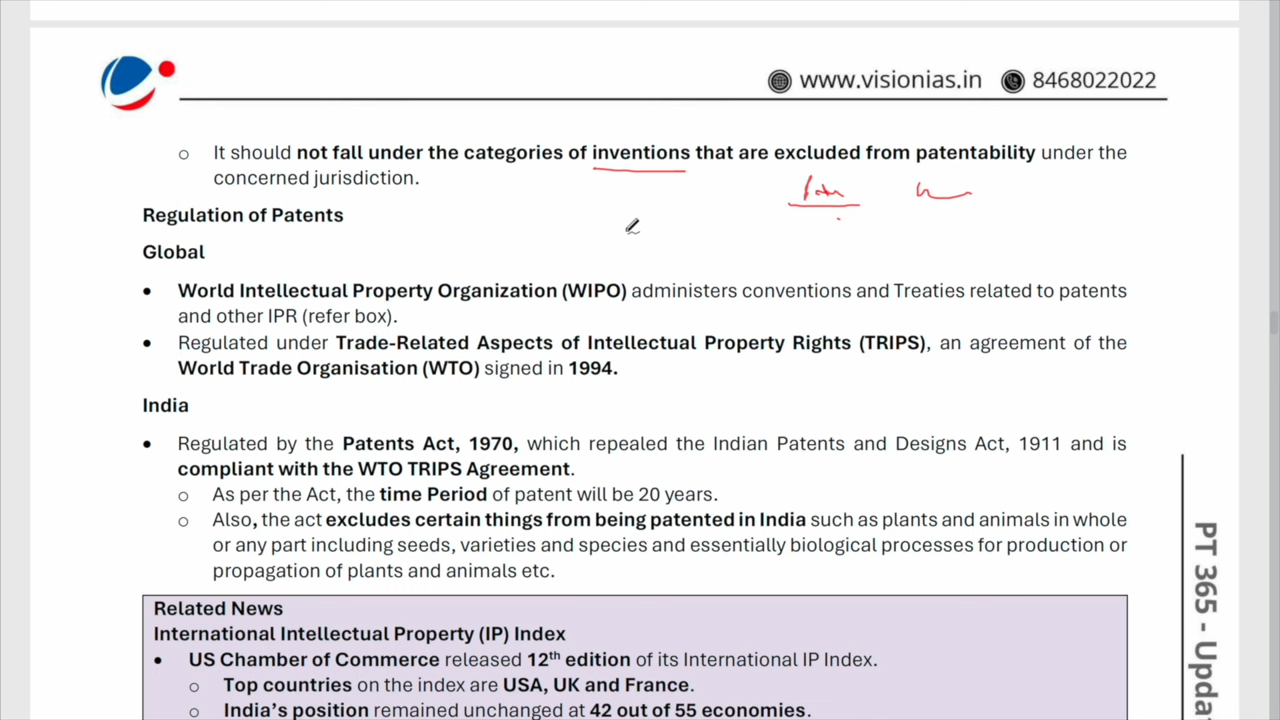 www.visionias.in 8468022022
o It should not fall under the categories of inventions that are excluded from patentability under the
concerned jurisdiction.
Regulation of Patents
Global
• World Intellectual Property Organization (WIPO) administers conventions and Treaties related to patents
and other IPR (refer box).
• Regulated under Trade-Related Aspects of Intellectual Property Rights (TRIPS), an agreement of the
World Trade Organisation (WTO) signed in 1994.
India
• Regulated by the Patents Act, 1970, which repealed the Indian Patents and Designs Act, 1911 and is
compliant with the WTO TRIPS Agreement.
o As per the Act, the time Period of patent will be 20 years.
o Also, the act excludes certain things from being patented in India such as plants and animals in whole
or any part including seeds, varieties and species and essentially biological processes for production or
propagation of plants and animals etc.
Related News
International Intellectual Property (IP) Index
• US Chamber of Commerce released 12th edition of its International IP Index.
o Top countries on the index are USA, UK and France.
o India's position remained unchanged at 42 out of 55 economies.
PT 365 - Upda